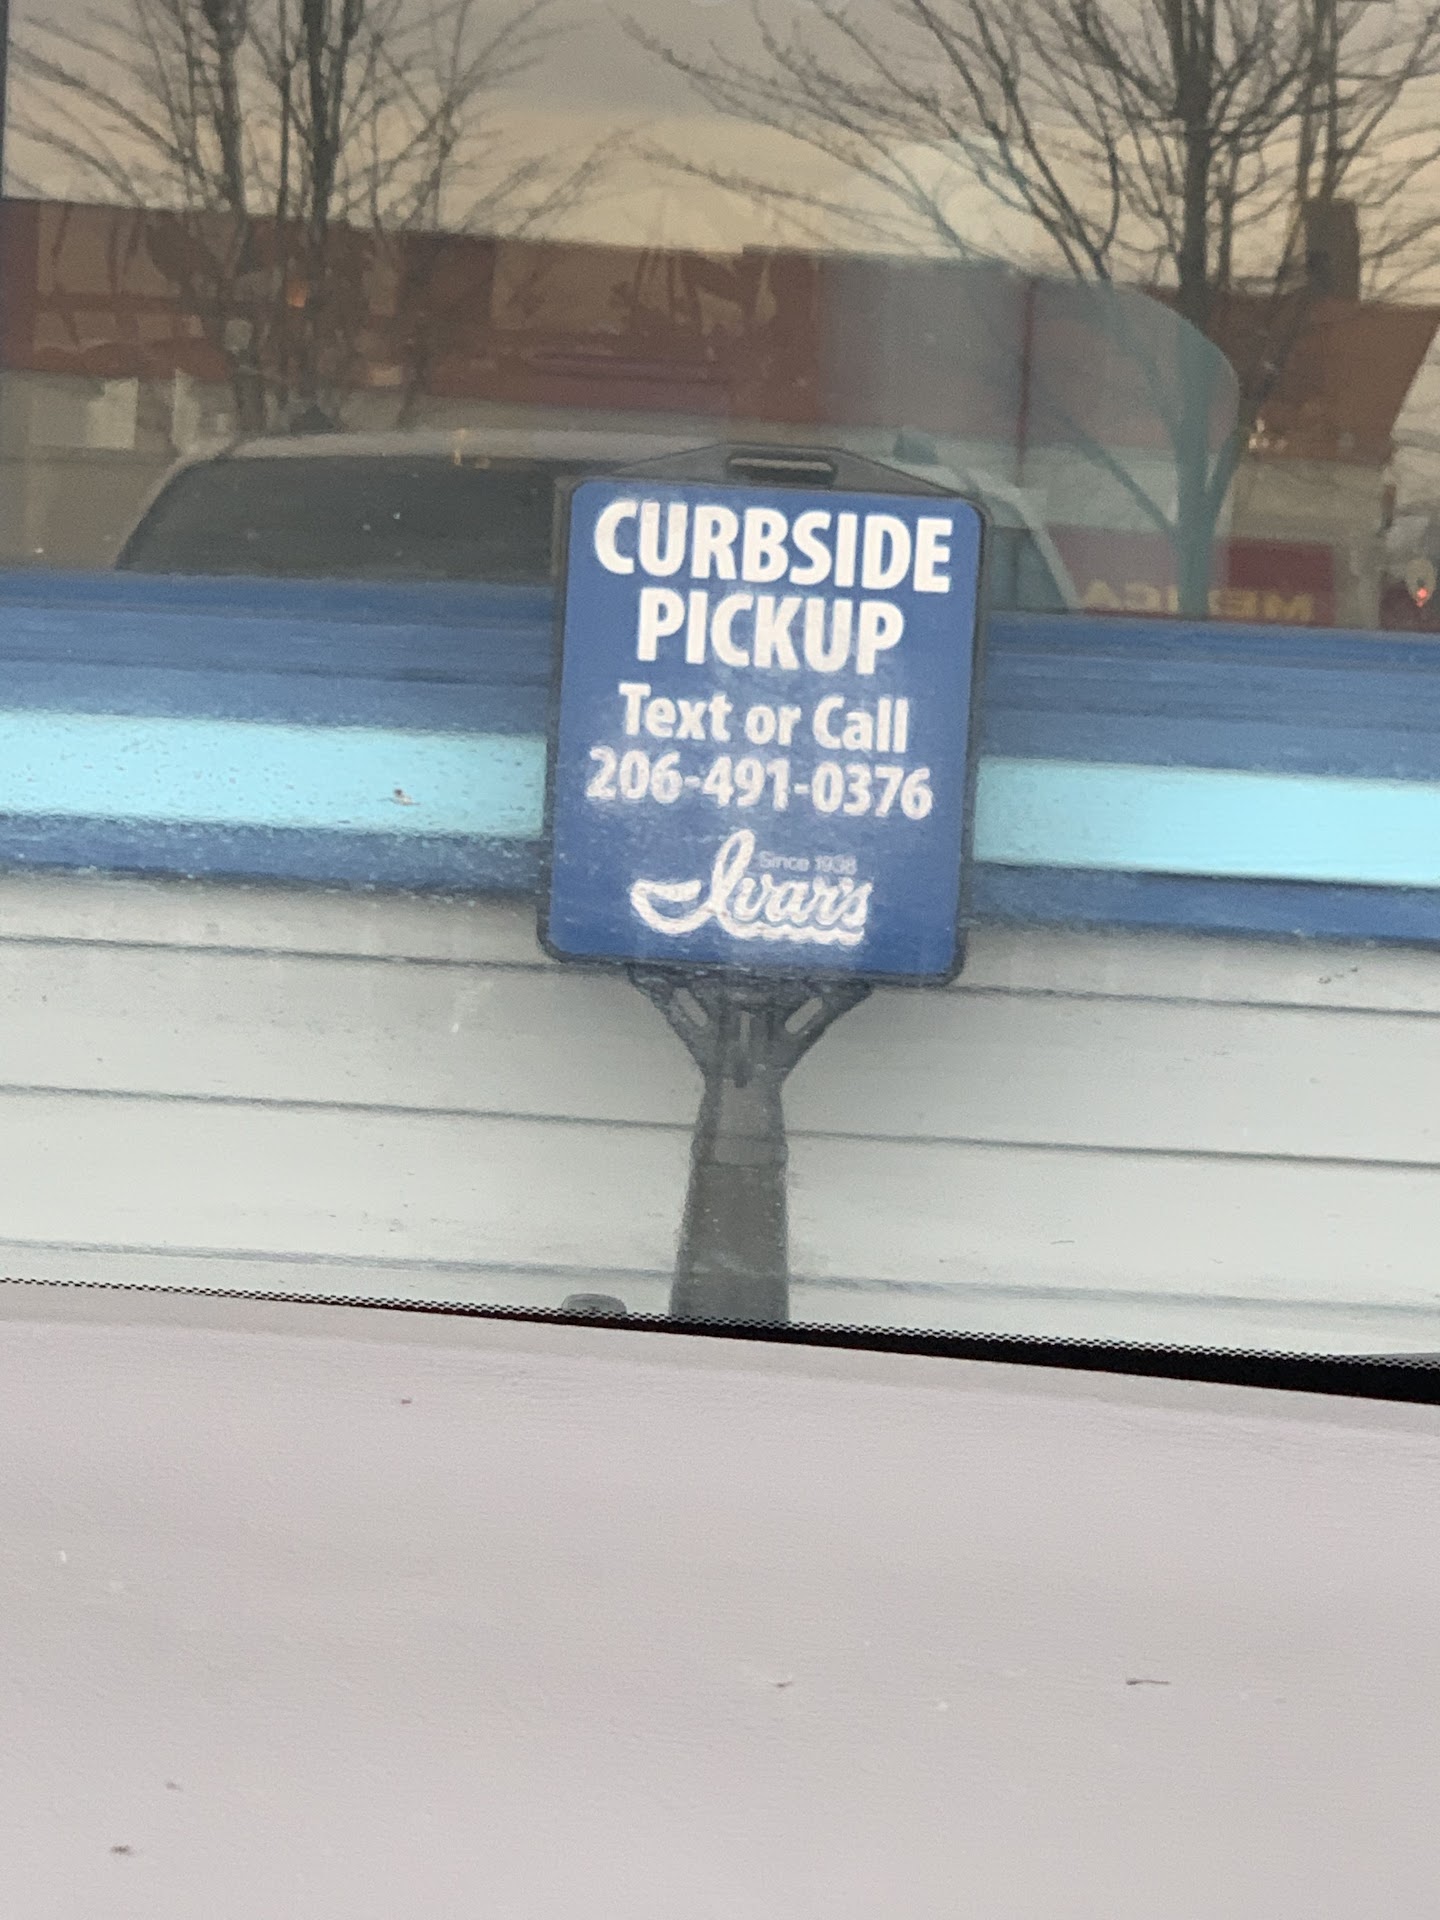 CURBSIDE
PICKUP
Text or Call
206-491-0376
Since 1938
Ivar's